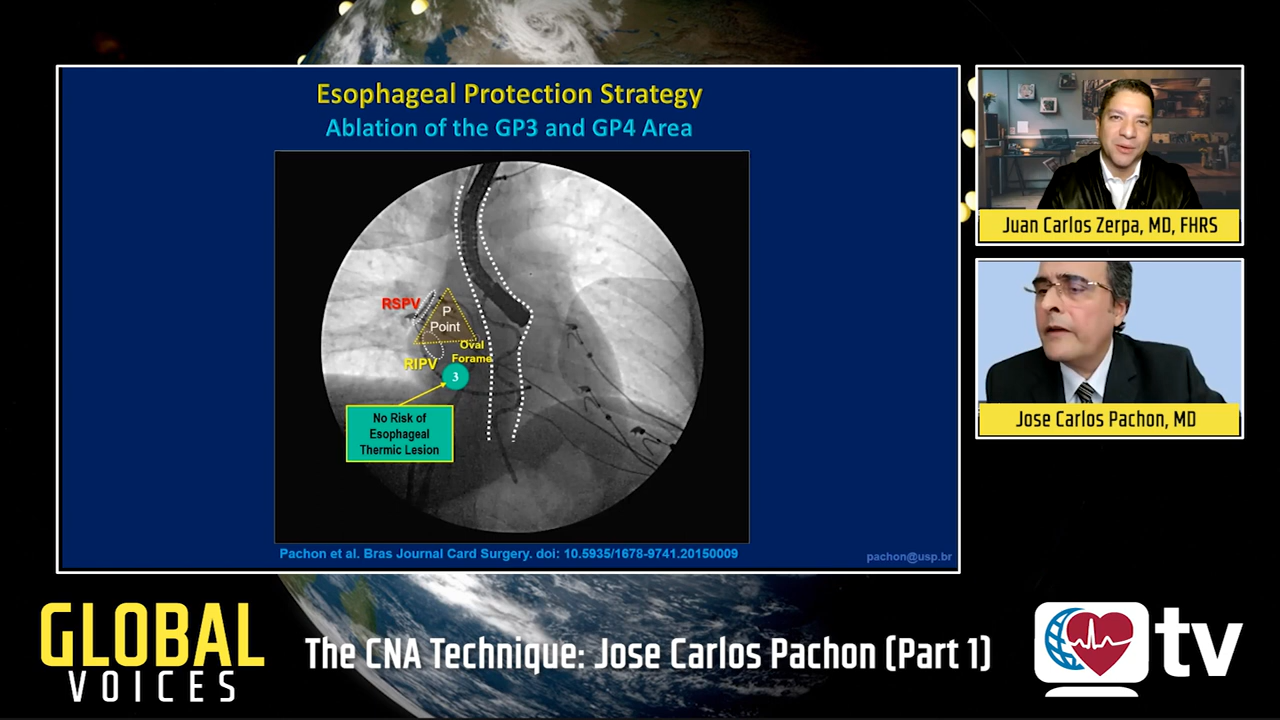 Esophageal Protection Strategy
Ablation of the GP3 and GP4 Area
RSPV
P
Point
Oval
Forame
RIPV
3
No Risk of
Esophageal
Thermic Lesion
Pachon et al. Bras Journal Card Surgery. doi: 10.5935/1678-9741.20150009
pachon@usp.br
Juan Carlos Zerpa, MD, FHRS
Jose Carlos Pachon, MD
GLOBAL
VOICES
The CNA Technique: Jose Carlos Pachon (Part 1)
tv